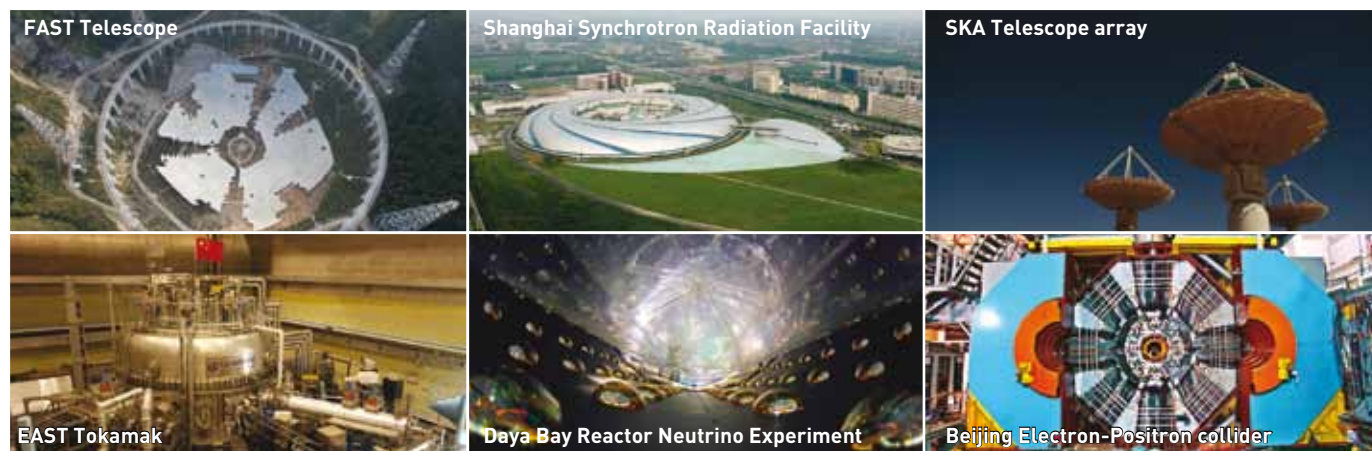 FAST Telescope
Shanghai Synchrotron Radiation Facility
SKA Telescope array
EAST Tokamak
Daya Bay Reactor Neutrino Experiment
Beijing Electron-Positron collider